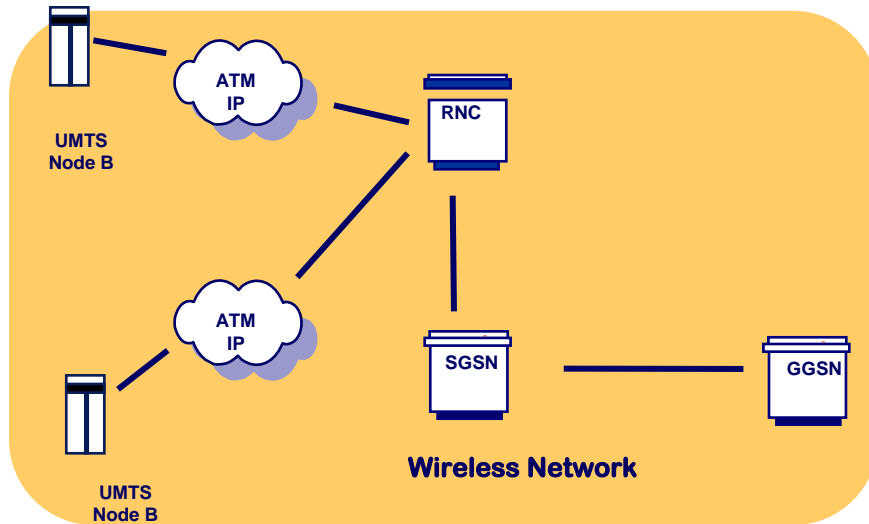 ATM
IP
RNC
UMTS
Node B
ATM
IP
SGSN
GGSN
Wireless Network
UMTS
Node B